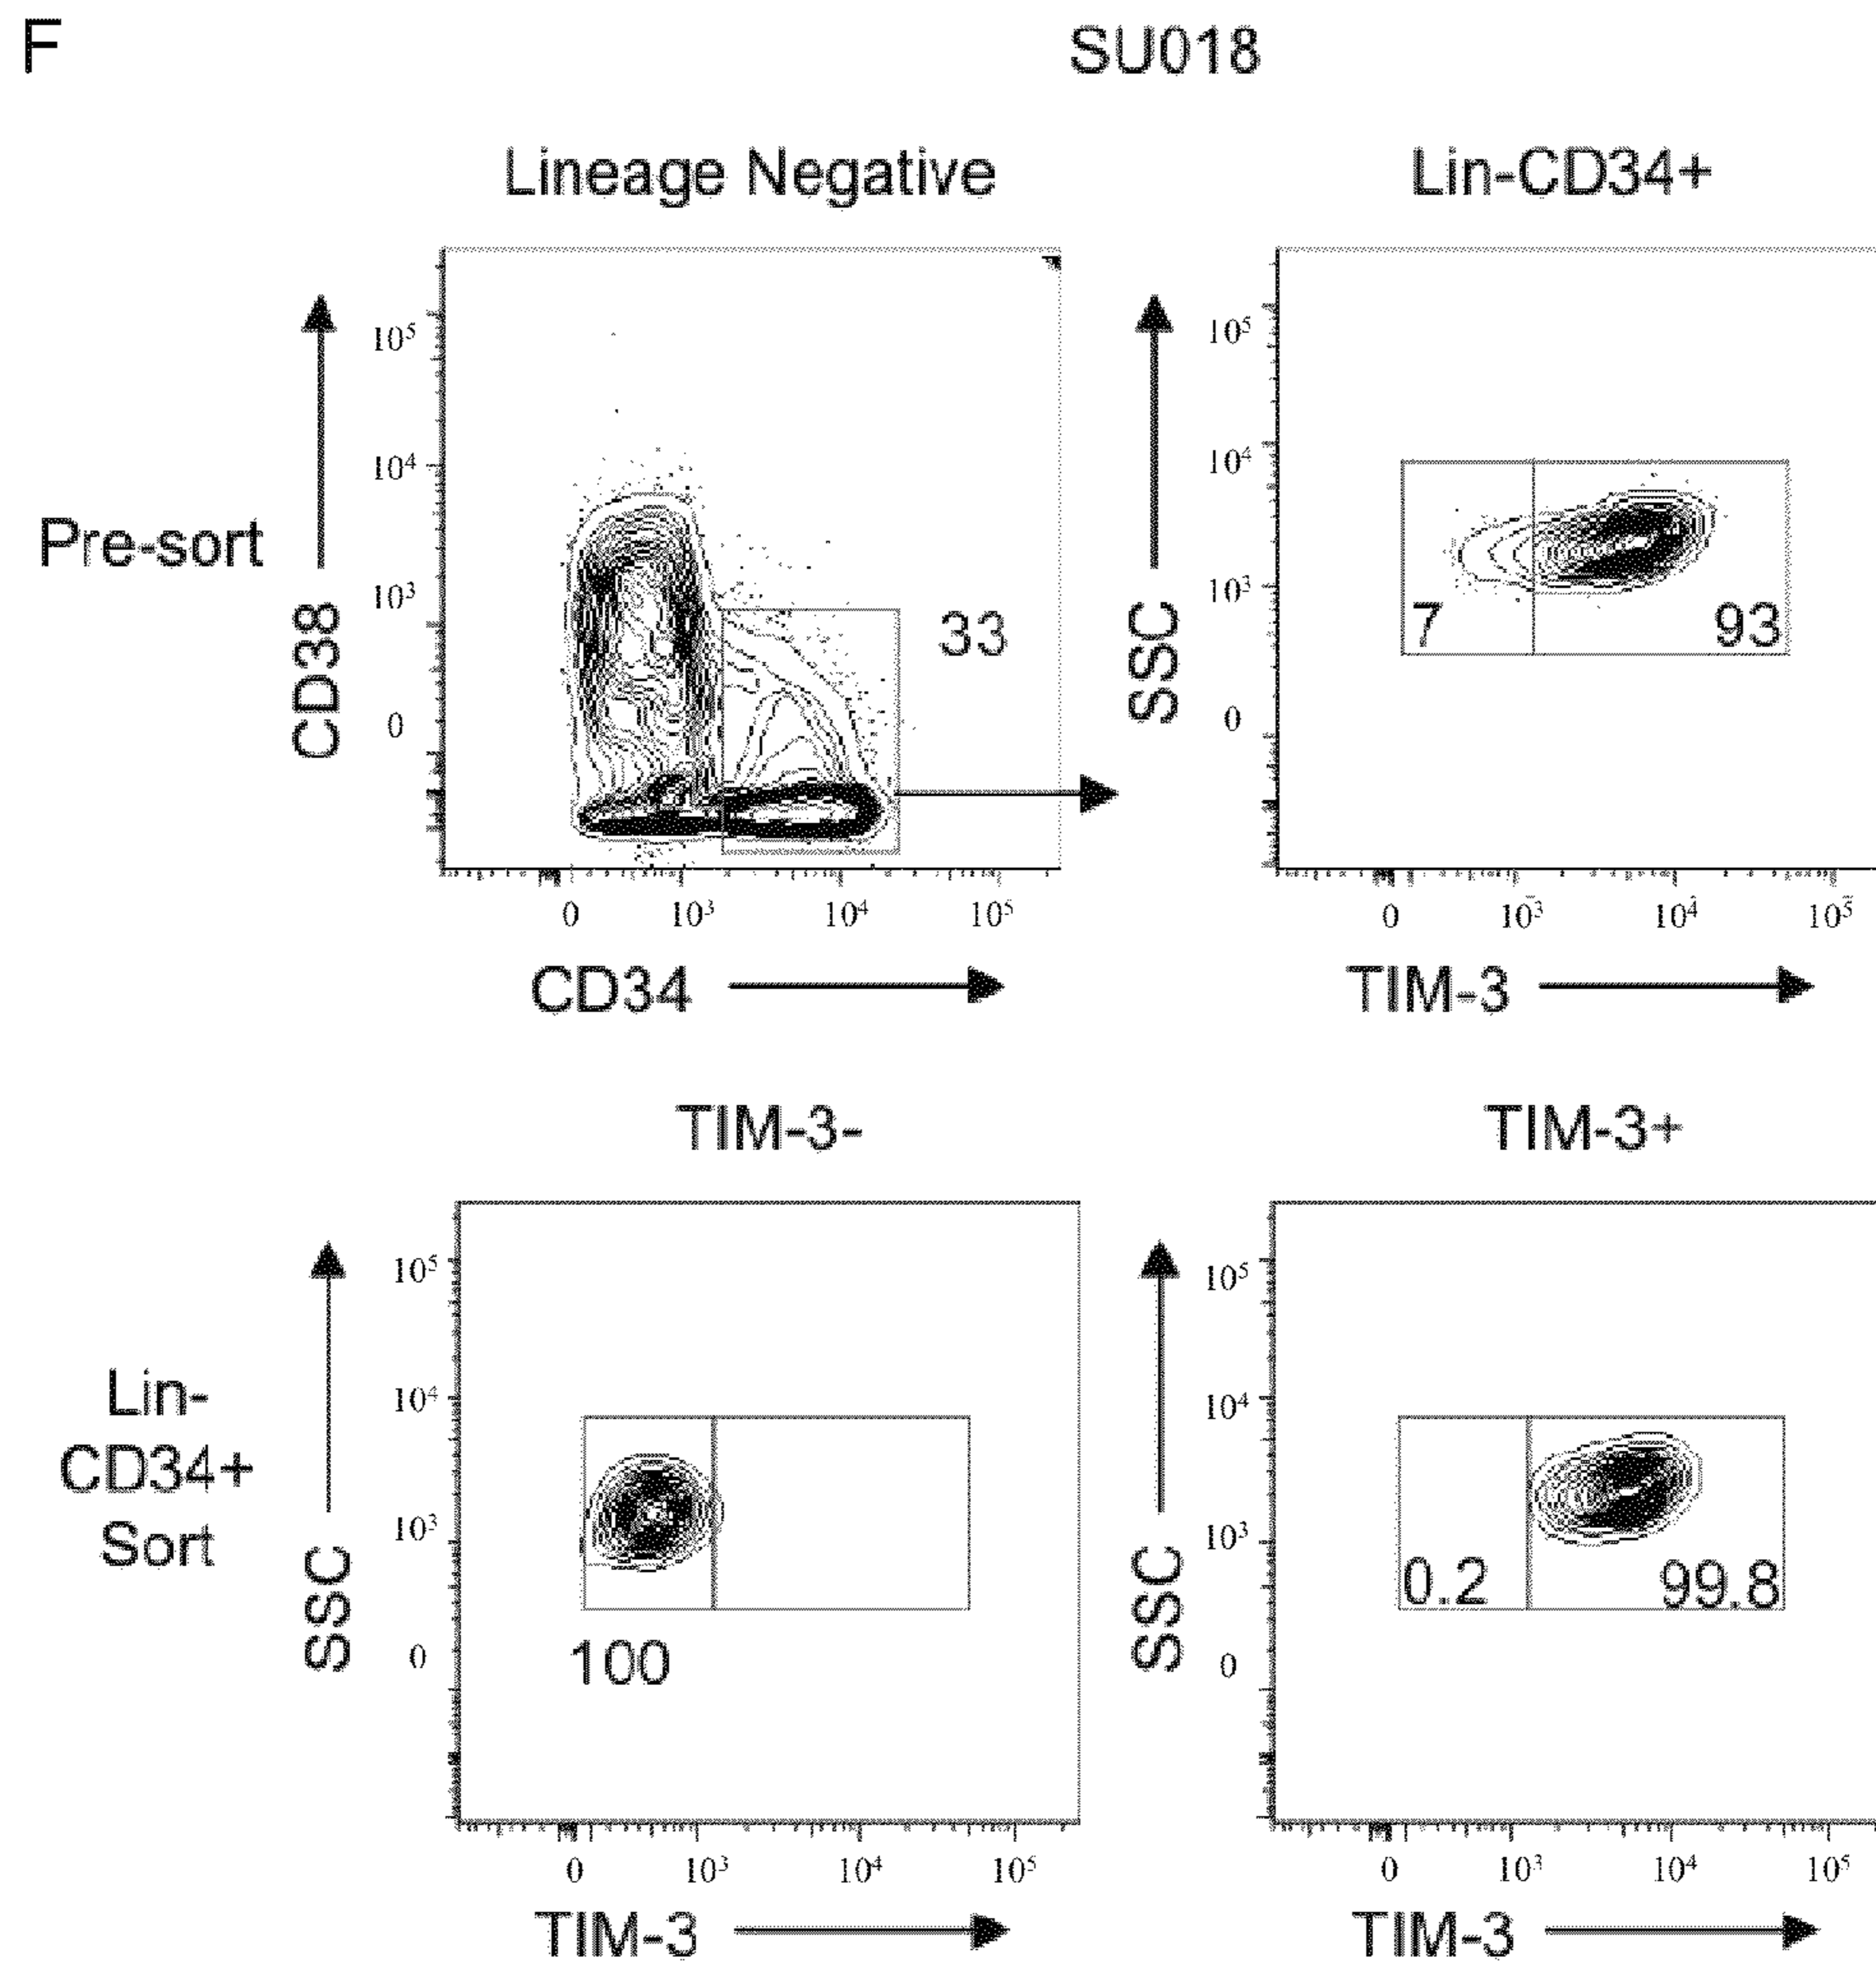 F
SU018
Lineage Negative
Lin-CD34+
Pre-sort
CD38
10⁵
10⁴
10³
0
33
0 10³ 10⁴ 10⁵
CD34
SSC
10⁵
10⁴
10³
0
7 93
0 10³ 10⁴ 10⁵
TIM-3
TIM-3-
TIM-3+
Lin-
CD34+
Sort
SSC
10⁵
10⁴
10³
0
100
0 10³ 10⁴ 10⁵
TIM-3
SSC
10⁵
10⁴
10³
0
0.2 99.8
0 10³ 10⁴ 10⁵
TIM-3